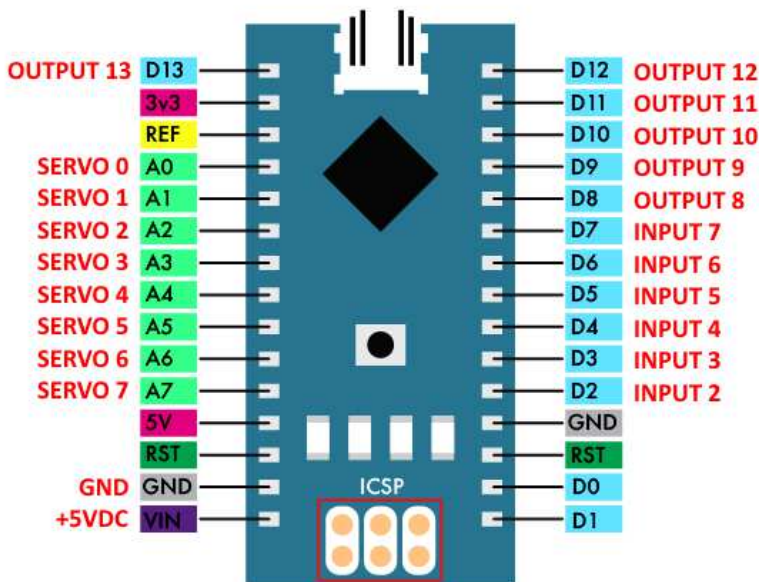 OUTPUT 13 D13 D12 OUTPUT 12
3v3 D11 OUTPUT 11
REF D10 OUTPUT 10
SERVO 0 A0 D9 OUTPUT 9
SERVO 1 A1 D8 OUTPUT 8
SERVO 2 A2 D7 INPUT 7
SERVO 3 A3 D6 INPUT 6
SERVO 4 A4 D5 INPUT 5
SERVO 5 A5 D4 INPUT 4
SERVO 6 A6 D3 INPUT 3
SERVO 7 A7 D2 INPUT 2
5V GND
RST RST
GND GND ICSP D0
+5VDC VIN D1